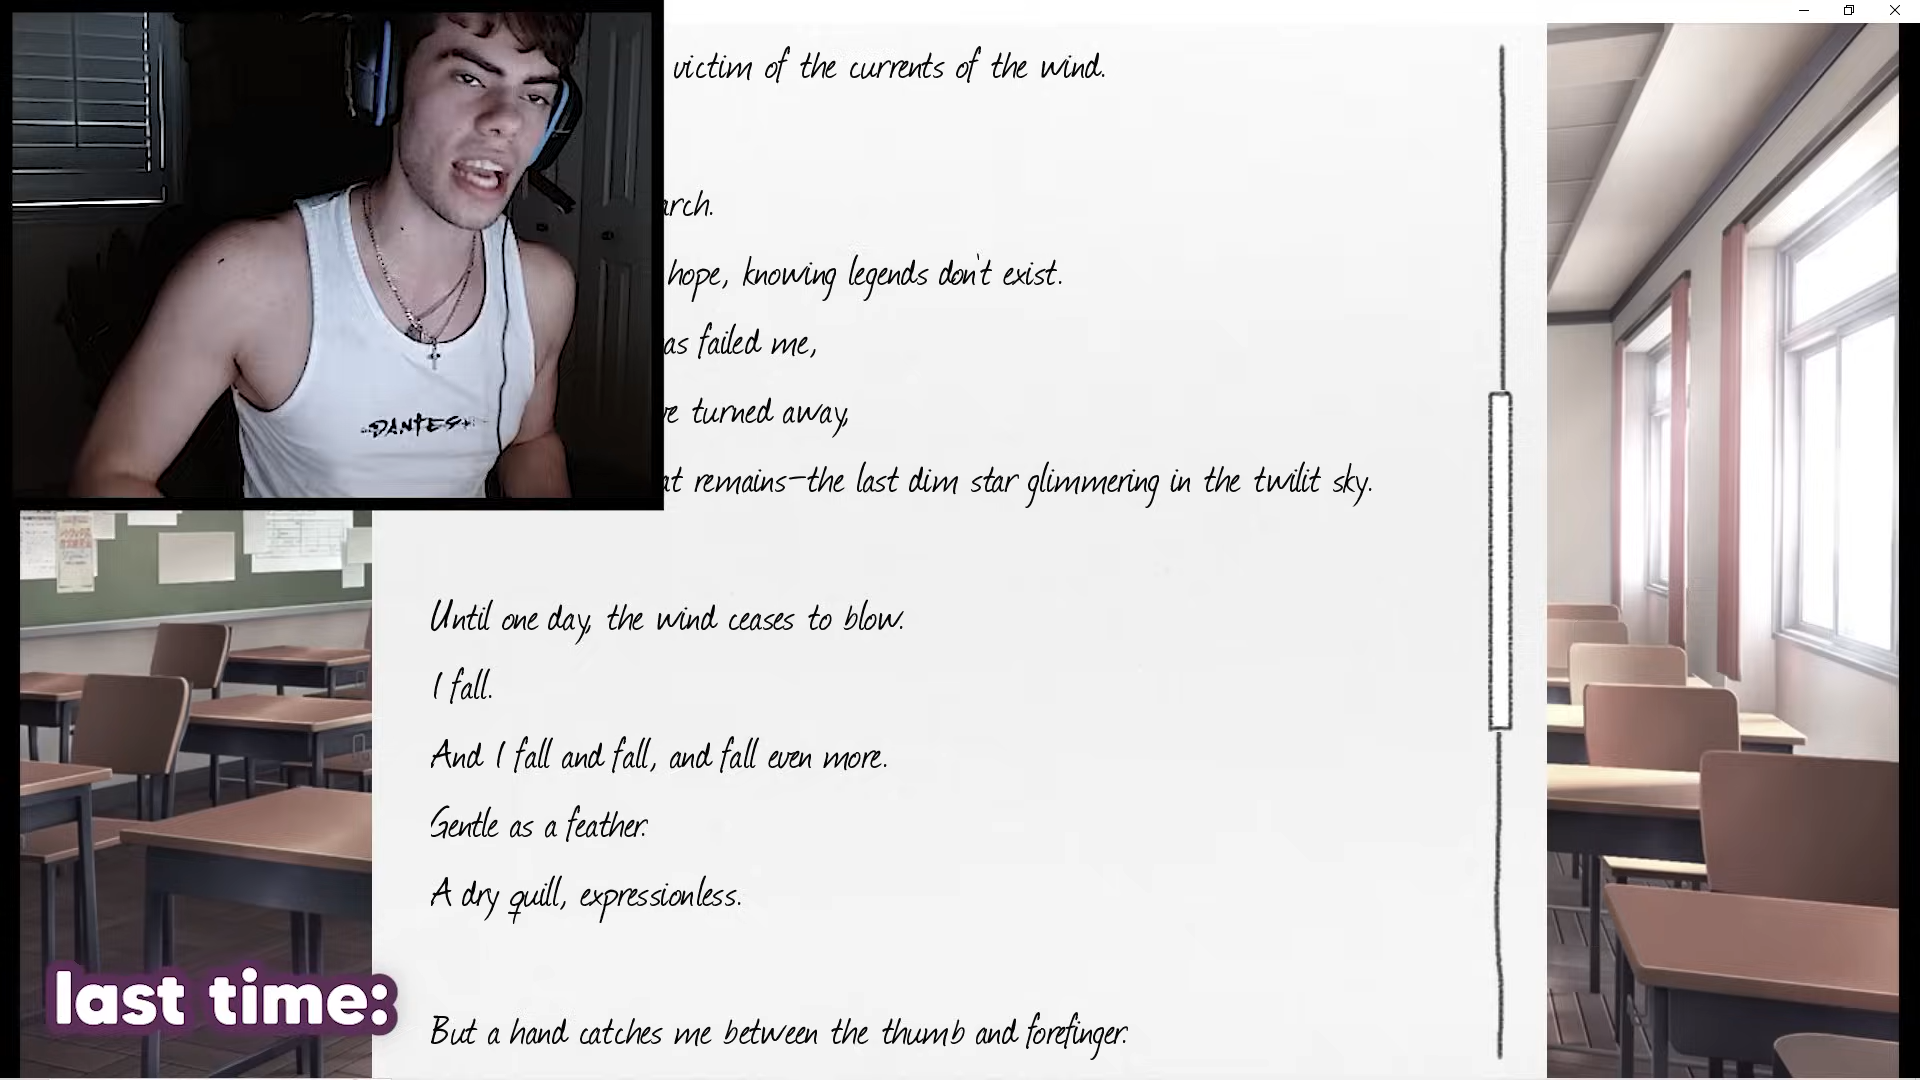 victim of the currents of the wind.
arch.
hope, knowing legends don't exist.
as failed me,
ve turned away,
at remains—the last dim star glimmering in the twilit sky.
DANTES
Until one day, the wind ceases to blow.
I fall.
And I fall and fall, and fall even more.
Gentle as a feather.
A dry quill, expressionless.
last time:
But a hand catches me between the thumb and forefinger.